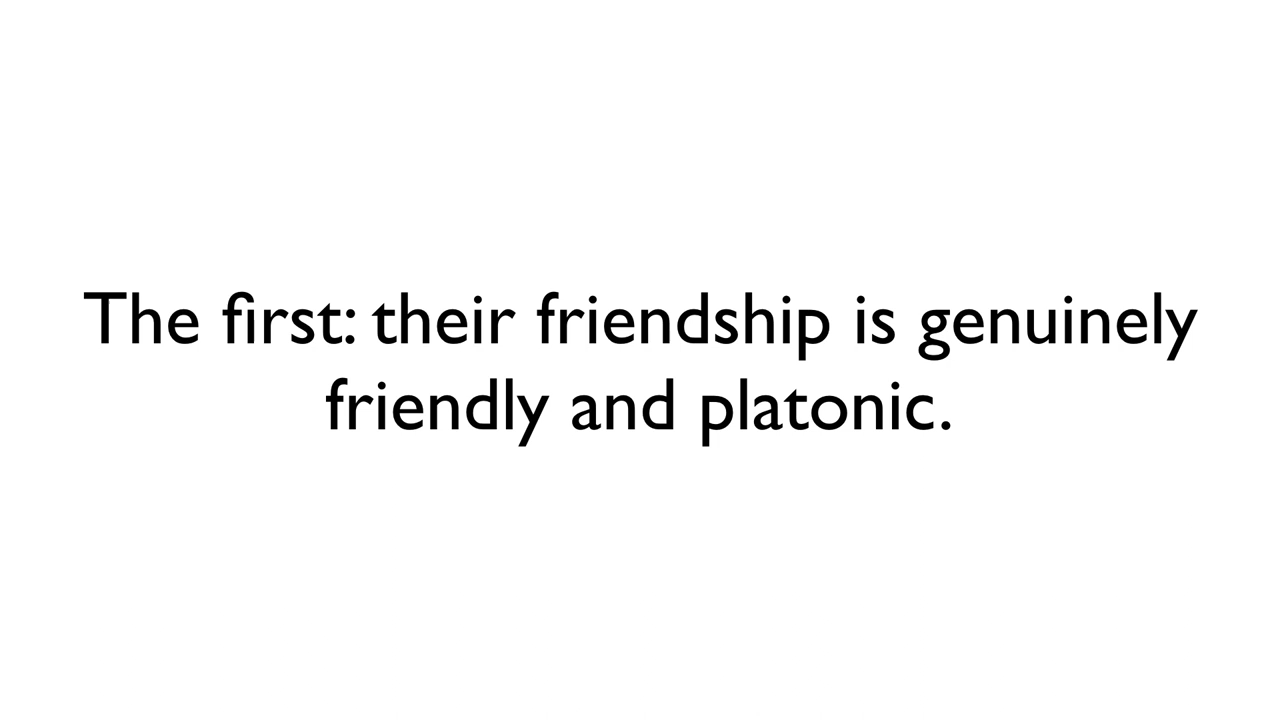 The first: their friendship is genuinely
friendly and platonic.